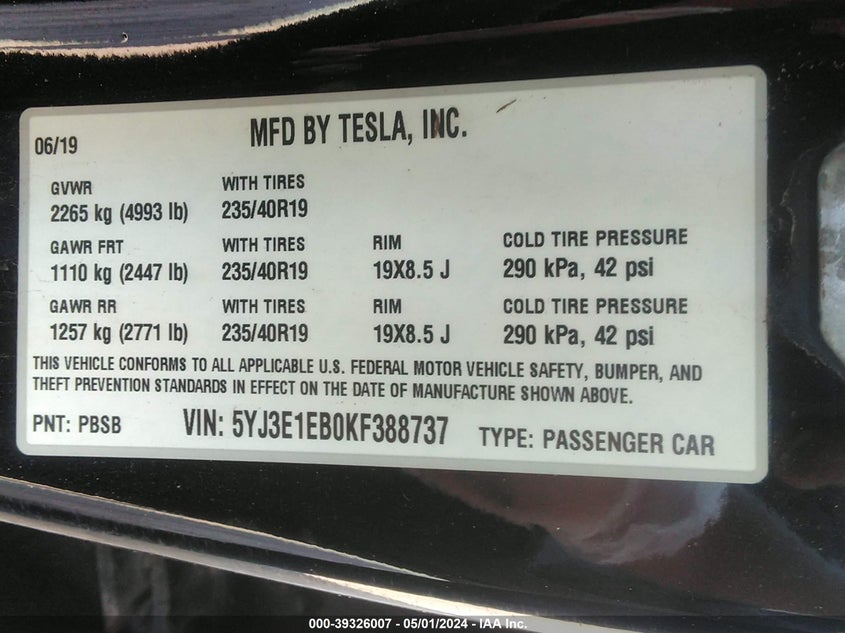 06/19 MFD BY TESLA, INC.
GVWR WITH TIRES
2265 kg (4993 lb) 235/40R19
GAWR FRT WITH TIRES RIM COLD TIRE PRESSURE
1110 kg (2447 lb) 235/40R19 19X8.5 J 290 kPa, 42 psi
GAWR RR WITH TIRES RIM COLD TIRE PRESSURE
1257 kg (2771 lb) 235/40R19 19X8.5 J 290 kPa, 42 psi
THIS VEHICLE CONFORMS TO ALL APPLICABLE U.S. FEDERAL MOTOR VEHICLE SAFETY, BUMPER, AND
THEFT PREVENTION STANDARDS IN EFFECT ON THE DATE OF MANUFACTURE SHOWN ABOVE.
PNT: PBSB VIN: 5YJ3E1EB0KF388737 TYPE: PASSENGER CAR
000-39326007 - 05/01/2024 - IAA Inc.